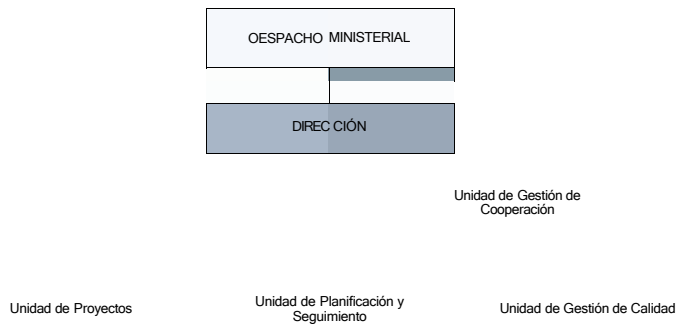 OESPACHO MINISTERIAL
DIREC CIÓN
Unidad de Gestión de
Cooperación
Unidad de Proyectos
Unidad de Planificación y
Seguimiento
Unidad de Gestión de Calidad